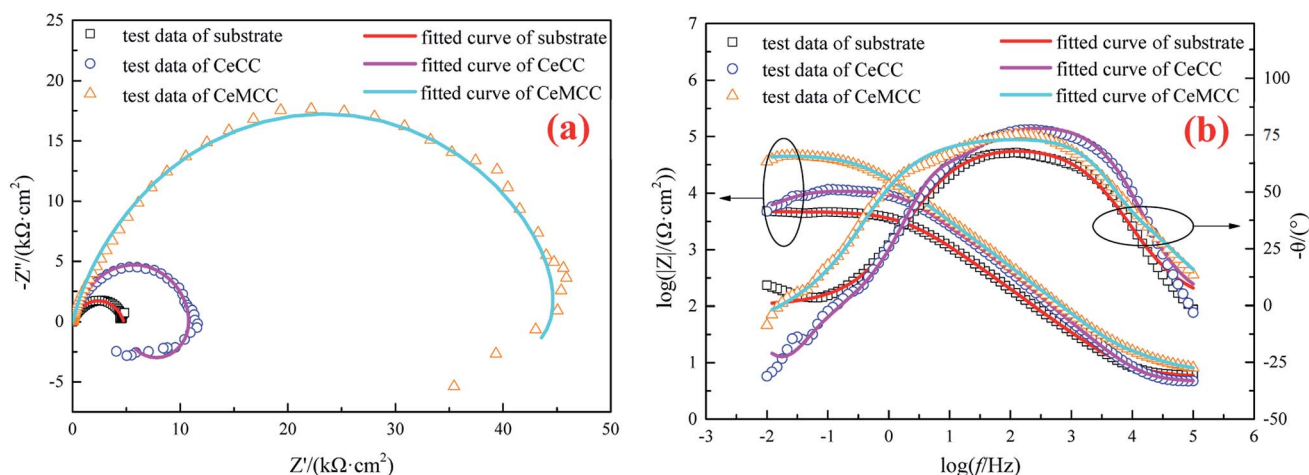 25
20
15
10
5
0
-5
-Z''/(kΩ·cm²)
test data of substrate
test data of CeCC
test data of CeMCC
fitted curve of substrate
fitted curve of CeCC
fitted curve of CeMCC
(a)
0 10 20 30 40 50 60
Z'/(kΩ·cm²)
7
6
5
4
3
2
1
0
log(|Z|/(Ω·cm²)
test data of substrate
test data of CeCC
test data of CeMCC
fitted curve of substrate
fitted curve of CeCC
fitted curve of CeMCC
(b)
100
75
50
25
0
-25
-50
-θ/(°)
-3 -2 -1 0 1 2 3 4 5 6
log(f/Hz)